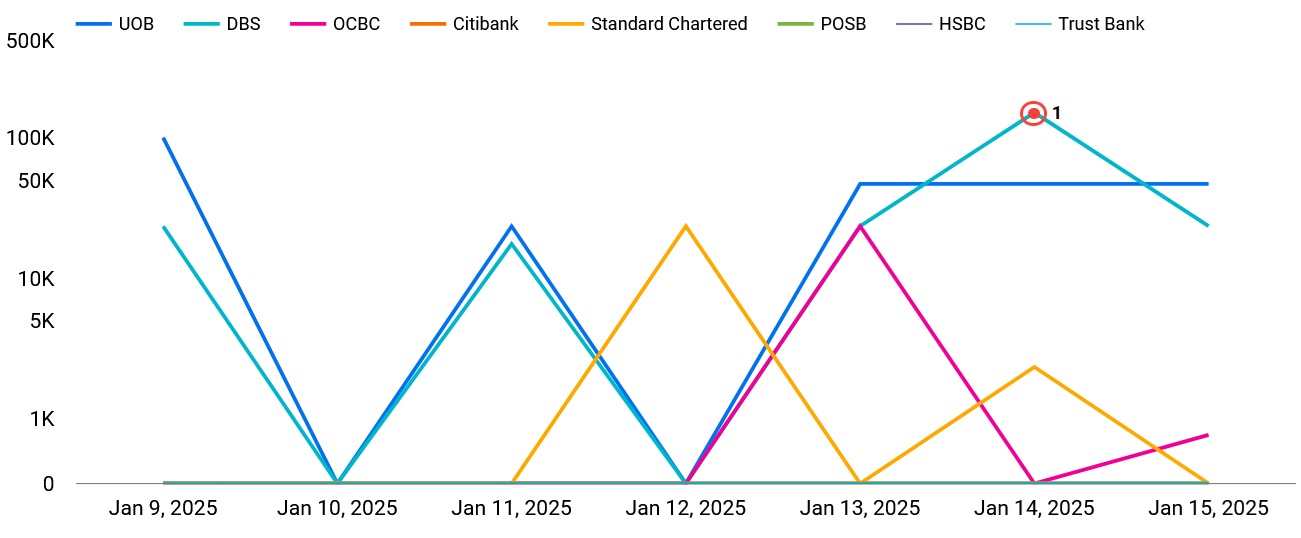 UOB DBS OCBC Citibank Standard Chartered POSB HSBC Trust Bank
500K
1
100K
50K
10K
5K
1K
0
Jan 9, 2025 Jan 10, 2025 Jan 11, 2025 Jan 12, 2025 Jan 13, 2025 Jan 14, 2025 Jan 15, 2025